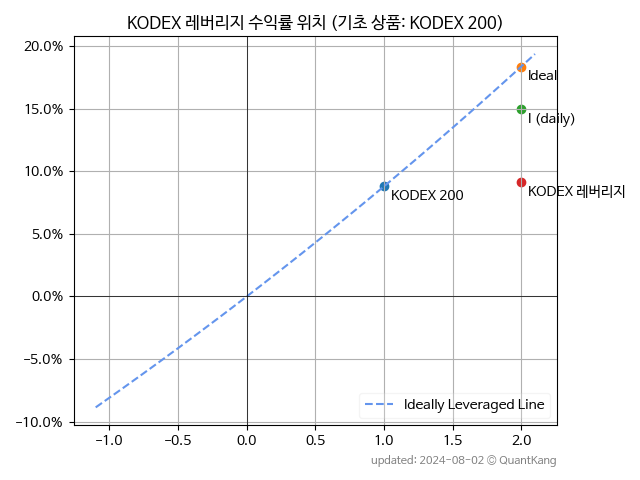 KODEX 레버리지 수익률 위치 (기초 상품: KODEX 200)
20.0%
15.0%
10.0%
5.0%
0.0%
−5.0%
−10.0%
Ideal
I (daily)
KODEX 200
KODEX 레버리지
Ideally Leveraged Line
−1.0 −0.5 0.0 0.5 1.0 1.5 2.0
updated: 2024-08-02 © QuantKang